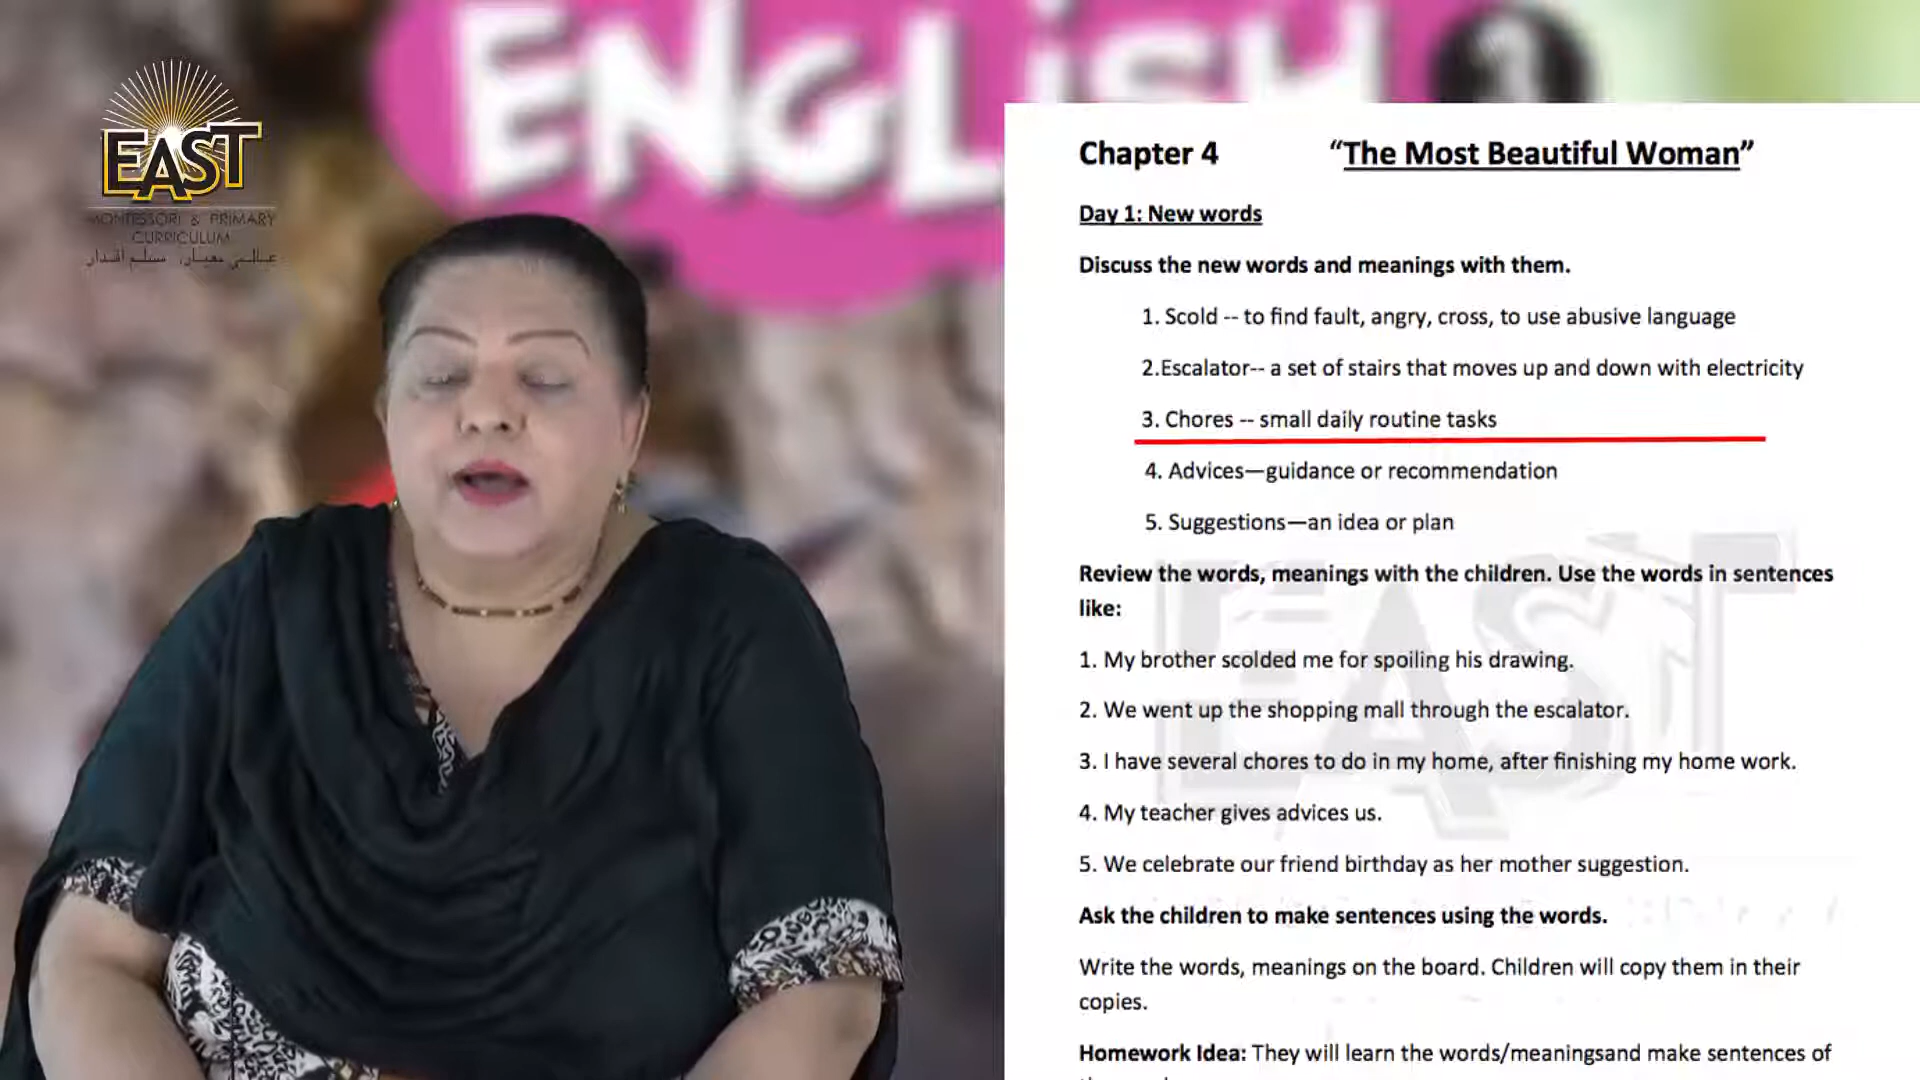 ENGLISH
EAST
MONTESSORI & PRIMARY
CURRICULUM
عالمی معیار، مسلم اقدار
Chapter 4 “The Most Beautiful Woman”
Day 1: New words
Discuss the new words and meanings with them.
1. Scold -- to find fault, angry, cross, to use abusive language
2.Escalator-- a set of stairs that moves up and down with electricity
3. Chores -- small daily routine tasks
4. Advices—guidance or recommendation
5. Suggestions—an idea or plan
Review the words, meanings with the children. Use the words in sentences
like:
1. My brother scolded me for spoiling his drawing.
2. We went up the shopping mall through the escalator.
3. I have several chores to do in my home, after finishing my home work.
4. My teacher gives advices us.
5. We celebrate our friend birthday as her mother suggestion.
Ask the children to make sentences using the words.
Write the words, meanings on the board. Children will copy them in their
copies.
Homework Idea: They will learn the words/meaningsand make sentences of
EAST